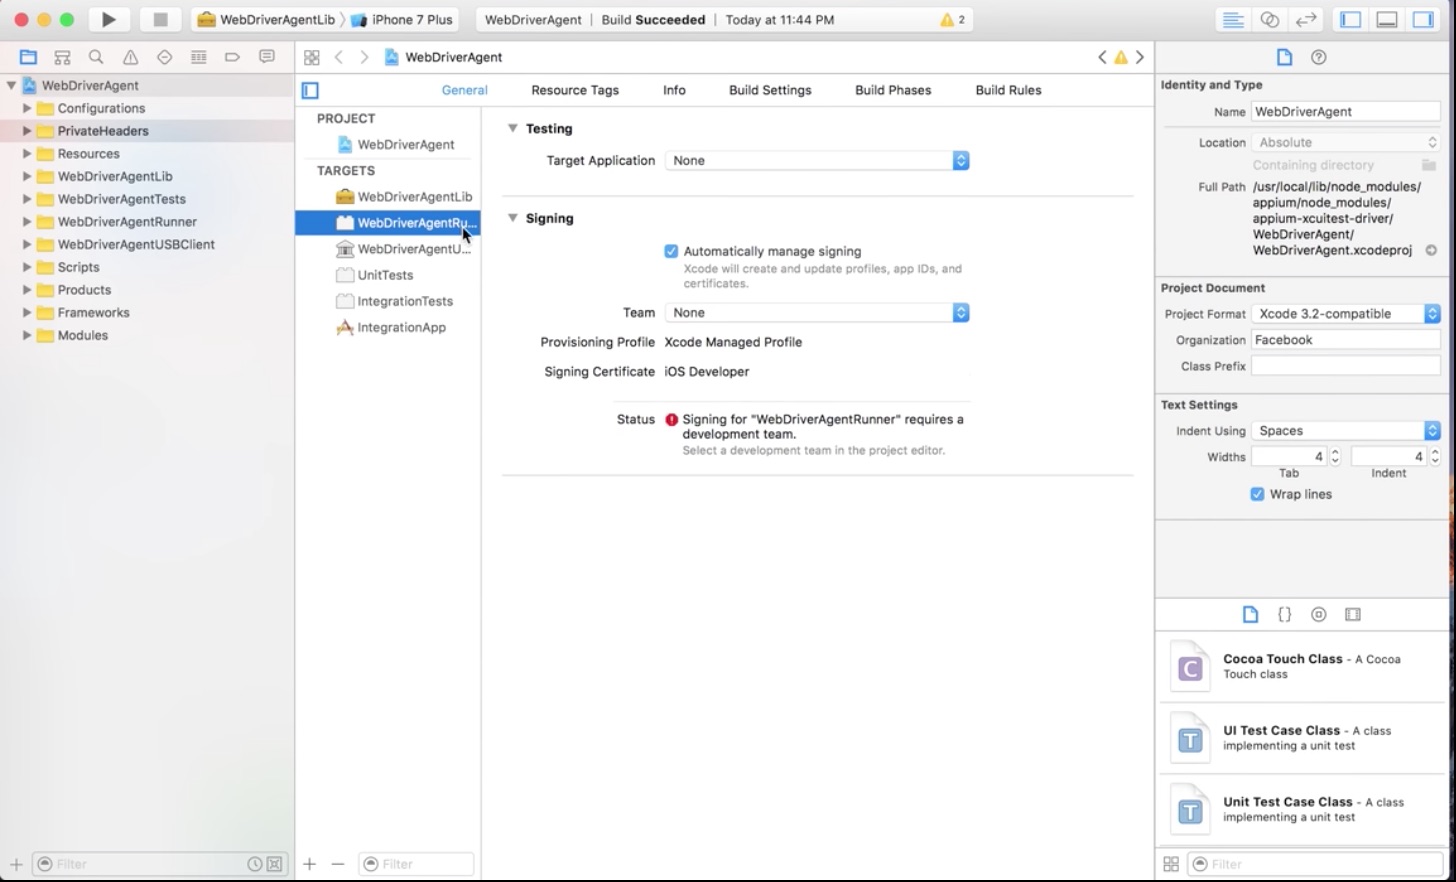 WebDriverAgentLib 〉 iPhone 7 Plus
WebDriverAgent | Build Succeeded | Today at 11:44 PM
2
WebDriverAgent
Configurations
PrivateHeaders
Resources
WebDriverAgentLib
WebDriverAgentTests
WebDriverAgentRunner
WebDriverAgentUSBClient
Scripts
Products
Frameworks
Modules
Filter
WebDriverAgent
General
Resource Tags
Info
Build Settings
Build Phases
Build Rules
PROJECT
WebDriverAgent
TARGETS
WebDriverAgentLib
WebDriverAgentRu...
WebDriverAgentU...
UnitTests
IntegrationTests
IntegrationApp
Filter
Testing
Target Application None
Signing
Automatically manage signing
Xcode will create and update profiles, app IDs, and
certificates.
Team None
Provisioning Profile Xcode Managed Profile
Signing Certificate iOS Developer
Status Signing for "WebDriverAgentRunner" requires a
development team.
Select a development team in the project editor.
Identity and Type
Name WebDriverAgent
Location Absolute
Containing directory
Full Path /usr/local/lib/node_modules/
appium/node_modules/
appium-xcuitest-driver/
WebDriverAgent/
WebDriverAgent.xcodeproj
Project Document
Project Format Xcode 3.2-compatible
Organization Facebook
Class Prefix
Text Settings
Indent Using Spaces
Widths 4 4
Tab Indent
Wrap lines
{}
C
Cocoa Touch Class - A Cocoa
Touch class
T
UI Test Case Class - A class
implementing a unit test
T
Unit Test Case Class - A class
implementing a unit test
Filter